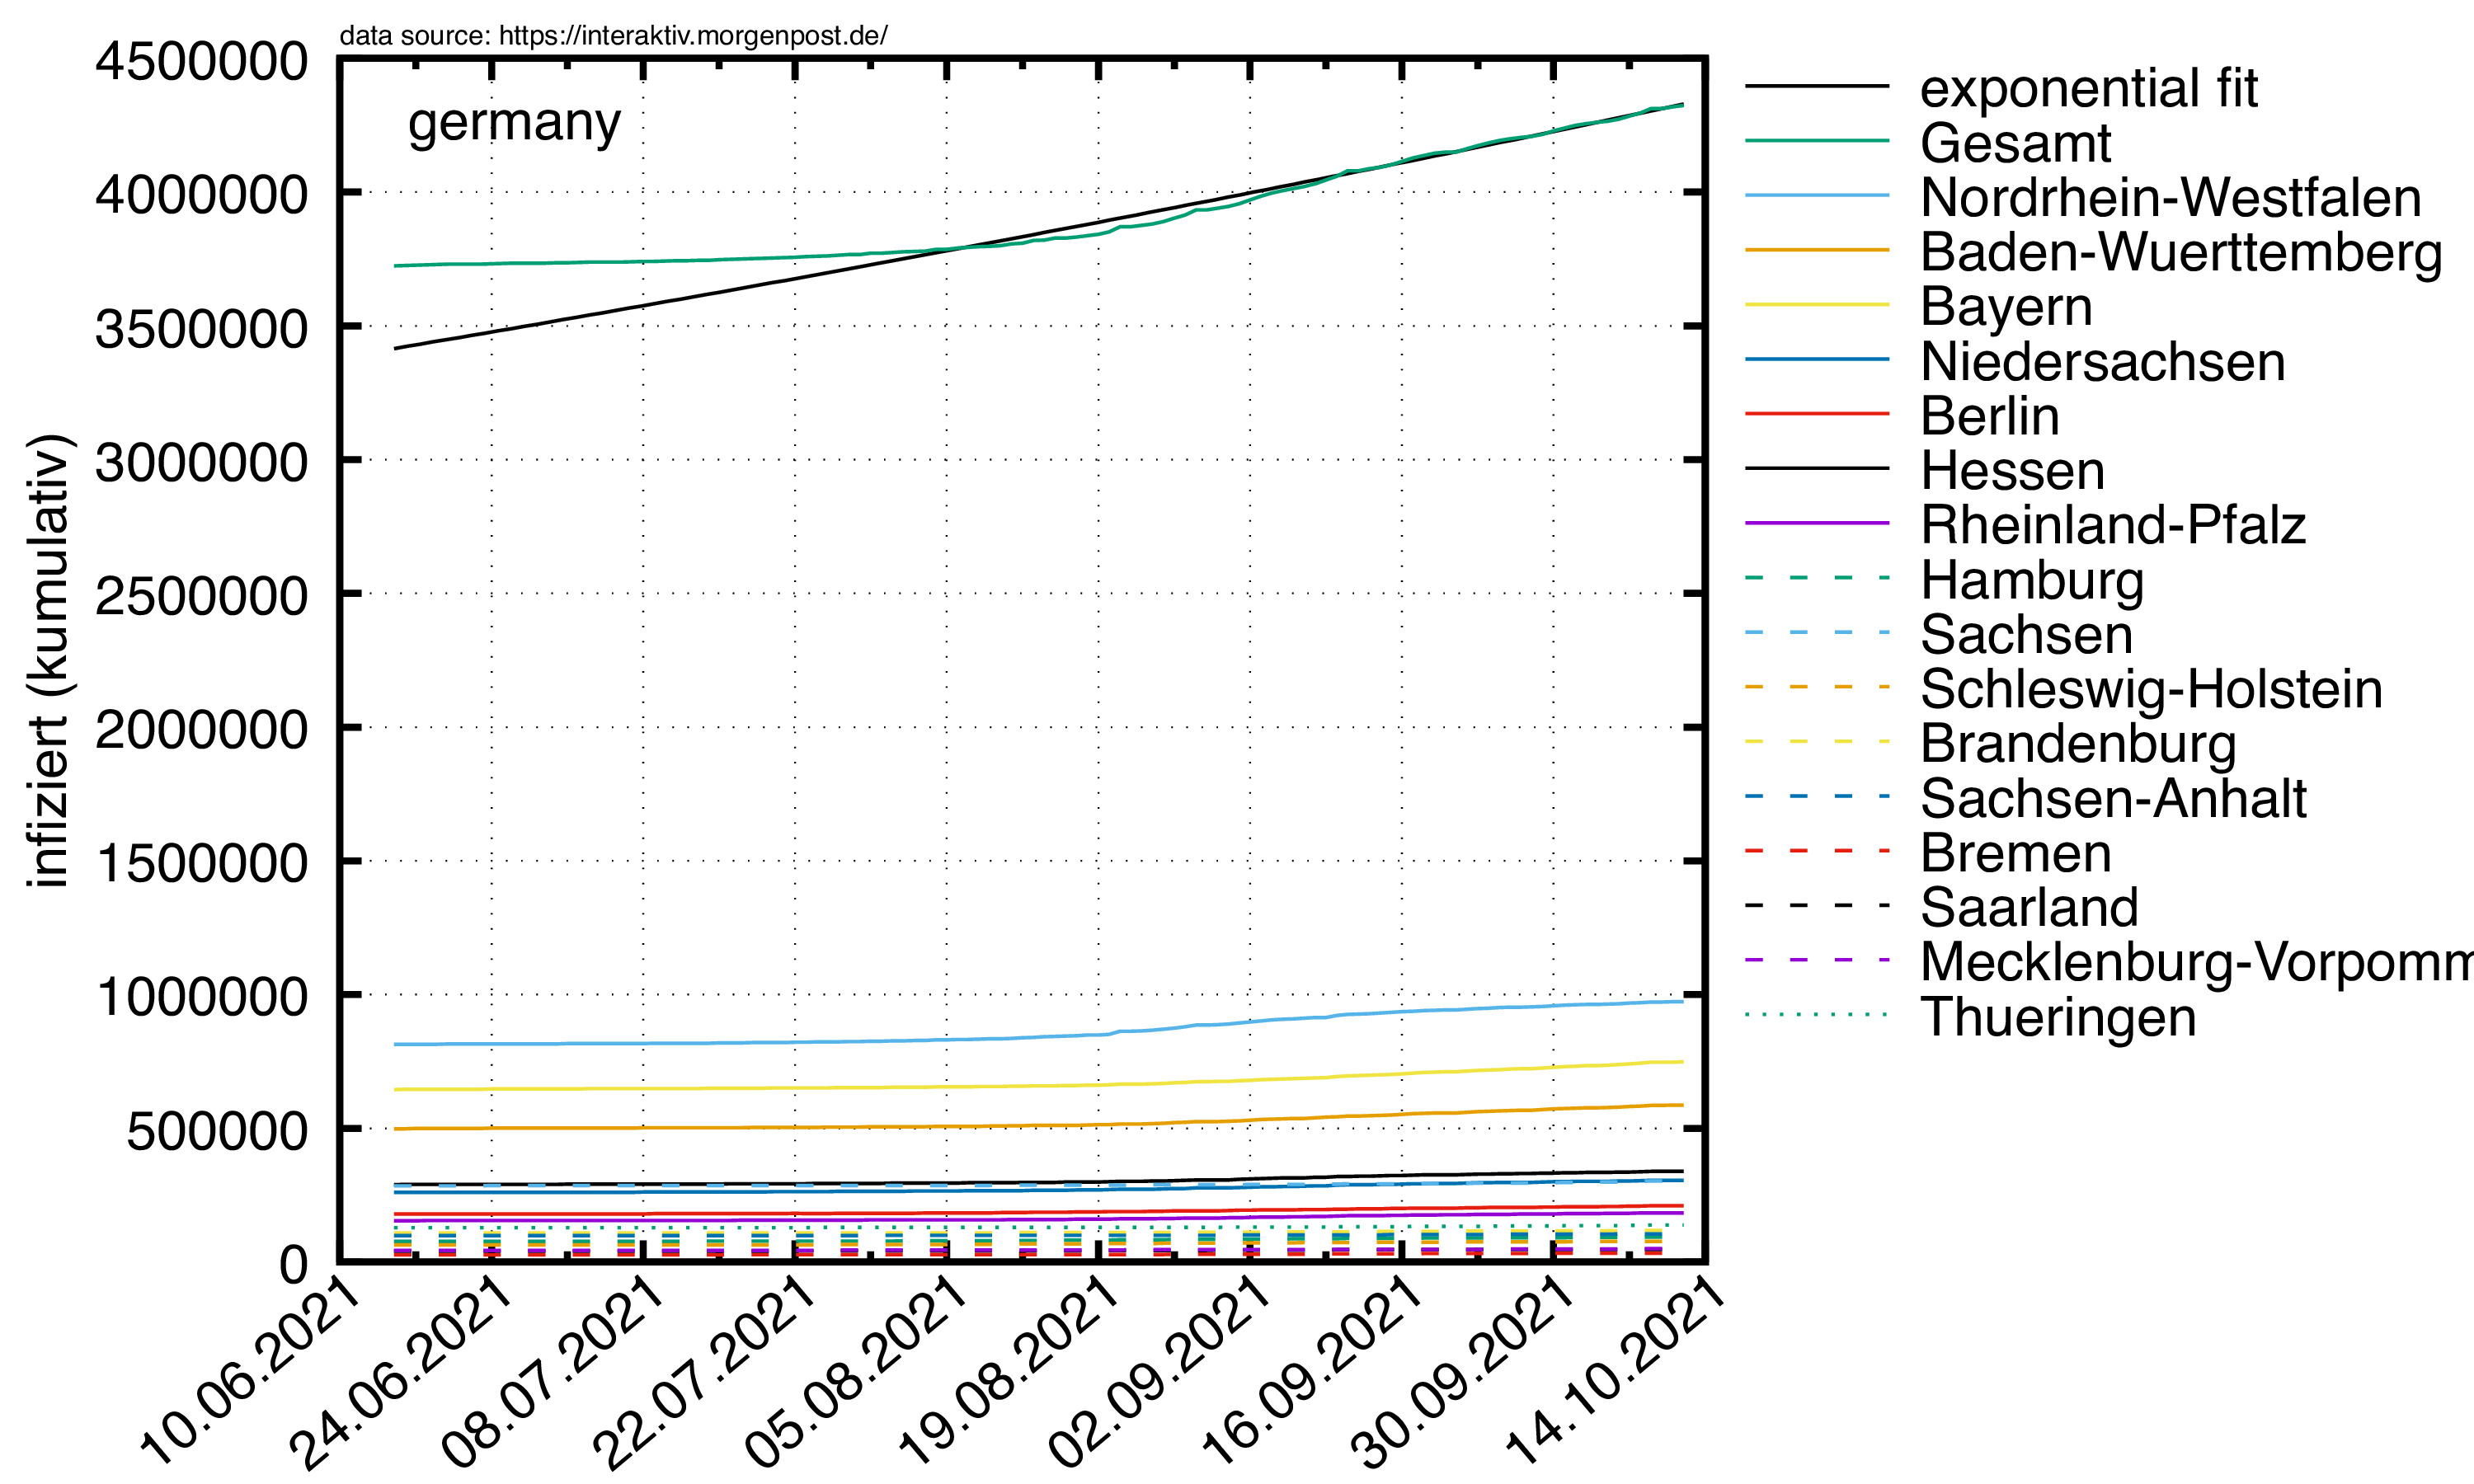 data source: https://interaktiv.morgenpost.de/
4500000
4000000
3500000
3000000
2500000
2000000
1500000
1000000
500000
0
infiziert (kumulativ)
germany
10.06.2021
24.06.2021
08.07.2021
22.07.2021
05.08.2021
19.08.2021
02.09.2021
16.09.2021
30.09.2021
14.10.2021
exponential fit
Gesamt
Nordrhein-Westfalen
Baden-Wuerttemberg
Bayern
Niedersachsen
Berlin
Hessen
Rheinland-Pfalz
Hamburg
Sachsen
Schleswig-Holstein
Brandenburg
Sachsen-Anhalt
Bremen
Saarland
Mecklenburg-Vorpomm
Thueringen